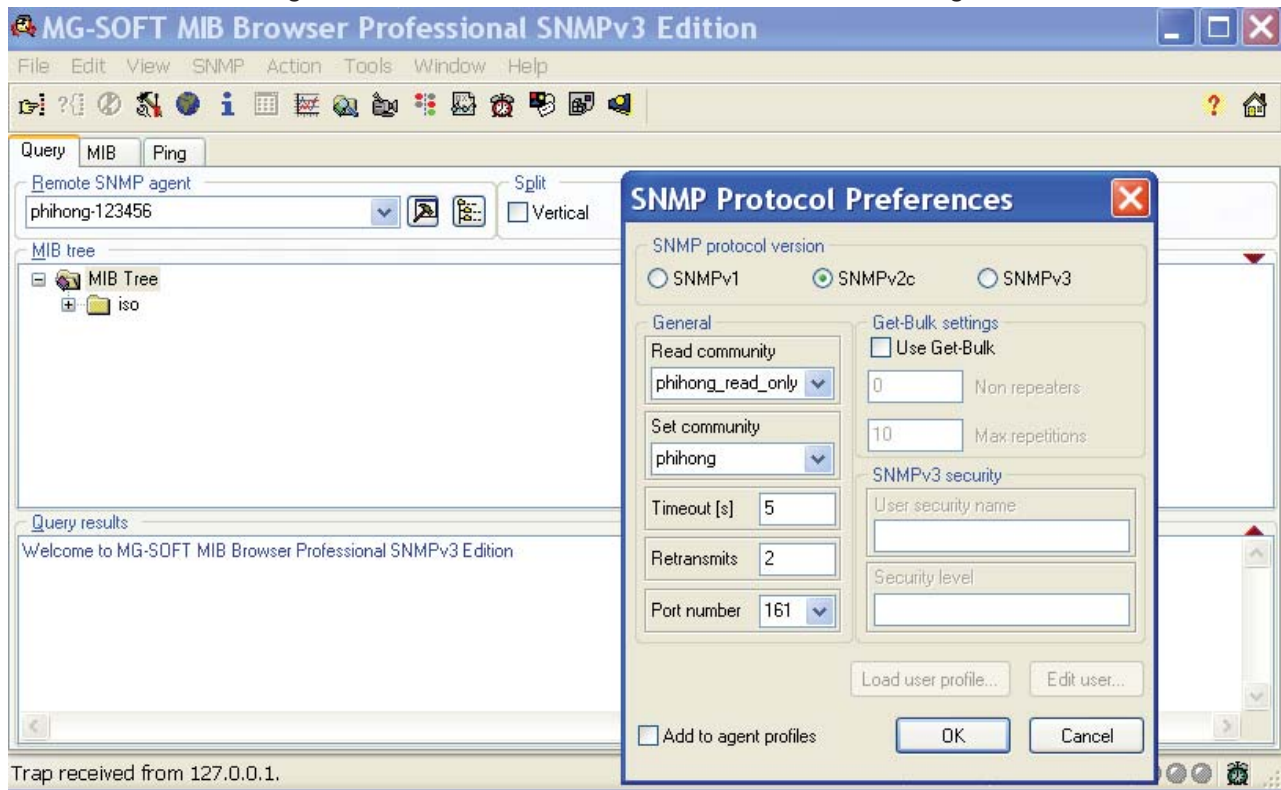 MG-SOFT MIB Browser Professional SNMPv3 Edition
File Edit View SNMP Action Tools Window Help
Query MIB Ping
Remote SNMP agent
Split
phihong-123456
Vertical
MIB tree
MIB Tree
iso
Query results
Welcome to MG-SOFT MIB Browser Professional SNMPv3 Edition
Trap received from 127.0.0.1.
SNMP Protocol Preferences
SNMP protocol version
SNMPv1 SNMPv2c SNMPv3
General
Read community
phihong_read_only
Set community
phihong
Timeout [s] 5
Retransmits 2
Port number 161
Get-Bulk settings
Use Get-Bulk
0 Non repeaters
10 Max repetitions
SNMPv3 security
User security name
Security level
Load user profile... Edit user...
Add to agent profiles OK Cancel